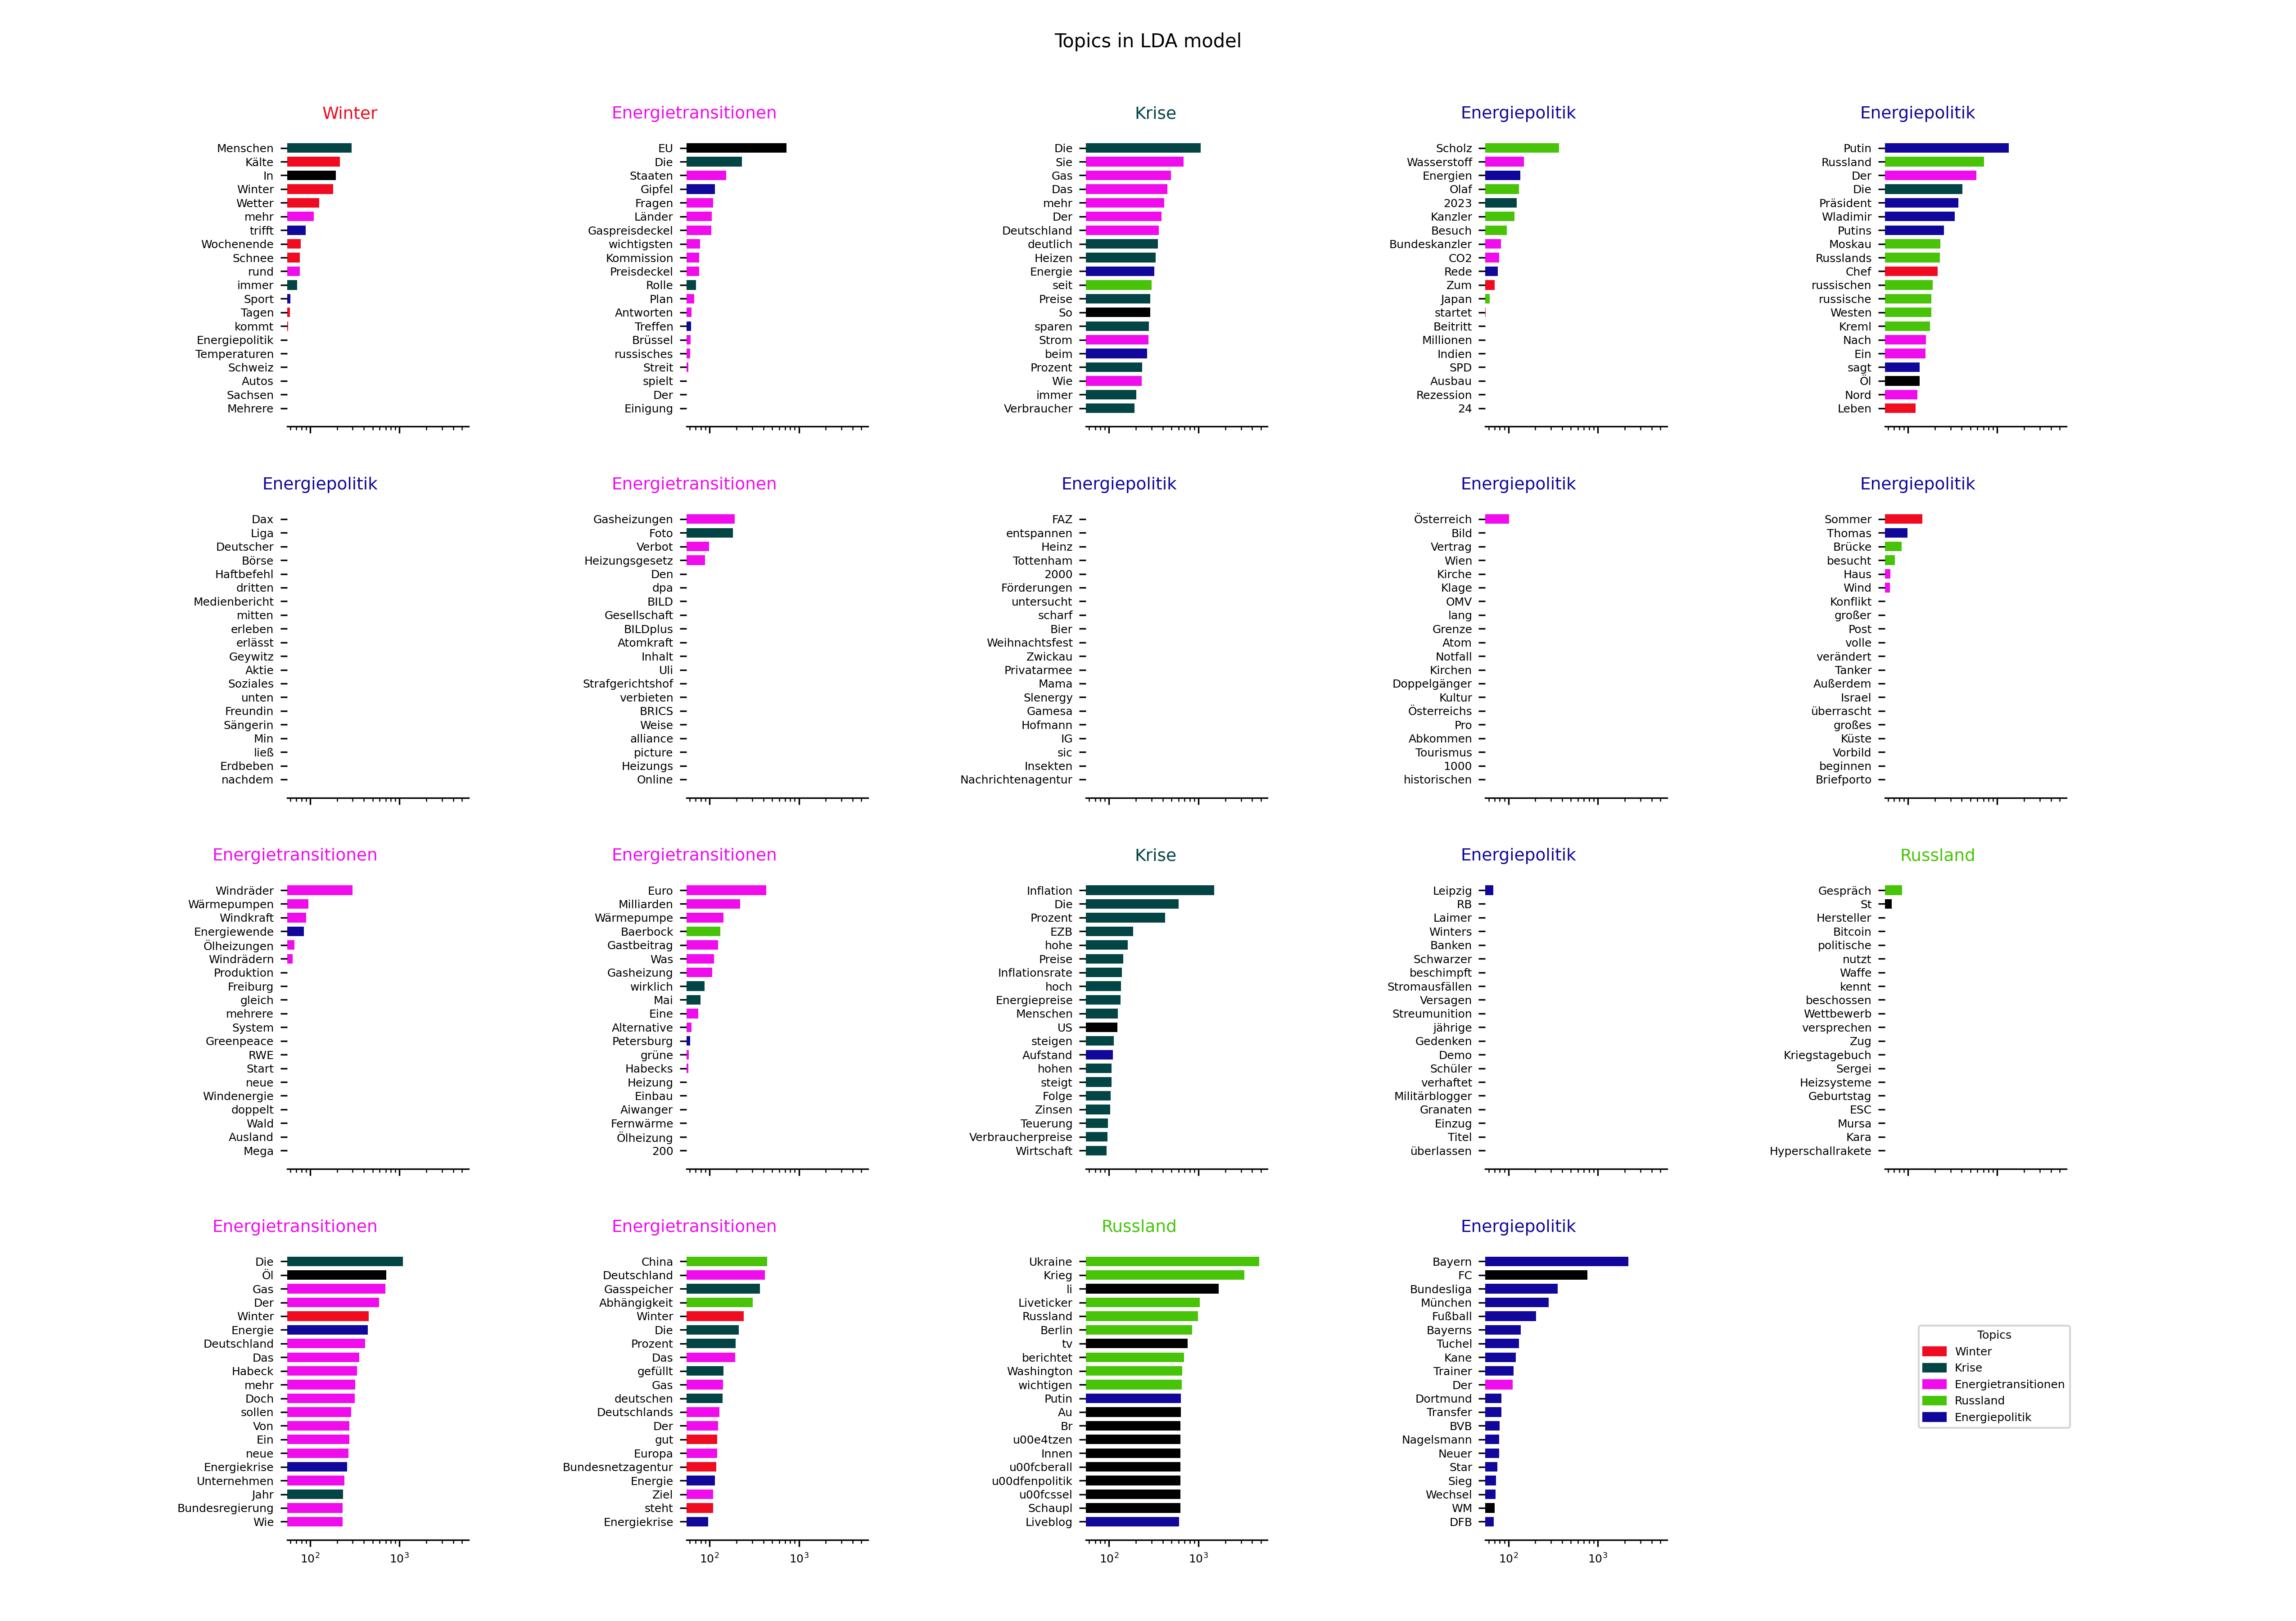 Topics in LDA model
Winter
Menschen
Kälte
In
Winter
Wetter
mehr
trifft
Wochenende
Schnee
rund
immer
Sport
Tagen
kommt
Energiepolitik
Temperaturen
Schweiz
Autos
Sachsen
Mehrere
Energietransitionen
EU
Die
Staaten
Gipfel
Fragen
Länder
Gaspreisdeckel
wichtigsten
Kommission
Preisdeckel
Rolle
Plan
Antworten
Treffen
Brüssel
russisches
Streit
spielt
Der
Einigung
Krise
Die
Sie
Gas
Das
mehr
Der
Deutschland
deutlich
Heizen
Energie
seit
Preise
So
sparen
Strom
beim
Prozent
Wie
immer
Verbraucher
Energiepolitik
Scholz
Wasserstoff
Energien
Olaf
2023
Kanzler
Besuch
Bundeskanzler
CO2
Rede
Zum
Japan
startet
Beitritt
Millionen
Indien
SPD
Ausbau
Rezession
24
Energiepolitik
Putin
Russland
Der
Die
Präsident
Wladimir
Putins
Moskau
Russlands
Chef
russischen
russische
Westen
Kreml
Nach
Ein
sagt
Öl
Nord
Leben
Energiepolitik
Dax
Liga
Deutscher
Börse
Haftbefehl
dritten
Medienbericht
mitten
erleben
erlässt
Geywitz
Aktie
Soziales
unten
Freundin
Sängerin
Min
ließ
Erdbeben
nachdem
Energietransitionen
Gasheizungen
Foto
Verbot
Heizungsgesetz
Den
dpa
BILD
Gesellschaft
BILDplus
Atomkraft
Inhalt
Uli
Strafgerichtshof
verbieten
BRICS
Weise
alliance
picture
Heizungs
Online
Energiepolitik
FAZ
entspannen
Heinz
Tottenham
2000
Förderungen
untersucht
scharf
Bier
Weihnachtsfest
Zwickau
Privatarmee
Mama
Slenergy
Gamesa
Hofmann
IG
sic
Insekten
Nachrichtenagentur
Energiepolitik
Österreich
Bild
Vertrag
Wien
Kirche
Klage
OMV
lang
Grenze
Atom
Notfall
Kirchen
Doppelgänger
Kultur
Österreichs
Pro
Abkommen
Tourismus
1000
historischen
Energiepolitik
Sommer
Thomas
Brücke
besucht
Haus
Wind
Konflikt
großer
Post
volle
verändert
Tanker
Außerdem
Israel
überrascht
großes
Küste
Vorbild
beginnen
Briefporto
Energietransitionen
Windräder
Wärmepumpen
Windkraft
Energiewende
Ölheizungen
Windrädern
Produktion
Freiburg
gleich
mehrere
System
Greenpeace
RWE
Start
neue
Windenergie
doppelt
Wald
Ausland
Mega
Energietransitionen
Euro
Milliarden
Wärmepumpe
Baerbock
Gastbeitrag
Was
Gasheizung
wirklich
Mai
Eine
Alternative
Petersburg
grüne
Habecks
Heizung
Einbau
Aiwanger
Fernwärme
Ölheizung
200
Krise
Inflation
Die
Prozent
EZB
hohe
Preise
Inflationsrate
hoch
Energiepreise
Menschen
US
steigen
Aufstand
hohen
steigt
Folge
Zinsen
Teuerung
Verbraucherpreise
Wirtschaft
Energiepolitik
Leipzig
RB
Laimer
Winters
Banken
Schwarzer
beschimpft
Stromausfällen
Versagen
Streumunition
jährige
Gedenken
Demo
Schüler
verhaftet
Militärblogger
Granaten
Einzug
Titel
überlassen
Russland
Gespräch
St
Hersteller
Bitcoin
politische
nutzt
Waffe
kennt
beschossen
Wettbewerb
versprechen
Zug
Kriegstagebuch
Sergei
Heizsysteme
Geburtstag
ESC
Mursa
Kara
Hyperschallrakete
Energietransitionen
Die
Öl
Gas
Der
Winter
Energie
Deutschland
Das
Habeck
mehr
Doch
sollen
Von
Ein
neue
Energiekrise
Unternehmen
Jahr
Bundesregierung
Wie
10² 10³
Energietransitionen
China
Deutschland
Gasspeicher
Abhängigkeit
Winter
Die
Prozent
Das
gefüllt
Gas
deutschen
Deutschlands
Der
gut
Europa
Bundesnetzagentur
Energie
Ziel
steht
Energiekrise
10² 10³
Russland
Ukraine
Krieg
li
Liveticker
Russland
Berlin
tv
berichtet
Washington
wichtigen
Putin
Au
Br
u00e4tzen
Innen
u00fcberall
u00dfenpolitik
u00fcssel
Schaupl
Liveblog
10² 10³
Energiepolitik
Bayern
FC
Bundesliga
München
Fußball
Bayerns
Tuchel
Kane
Trainer
Der
Dortmund
Transfer
BVB
Nagelsmann
Neuer
Star
Sieg
Wechsel
WM
DFB
10² 10³
Topics
Winter
Krise
Energietransitionen
Russland
Energiepolitik